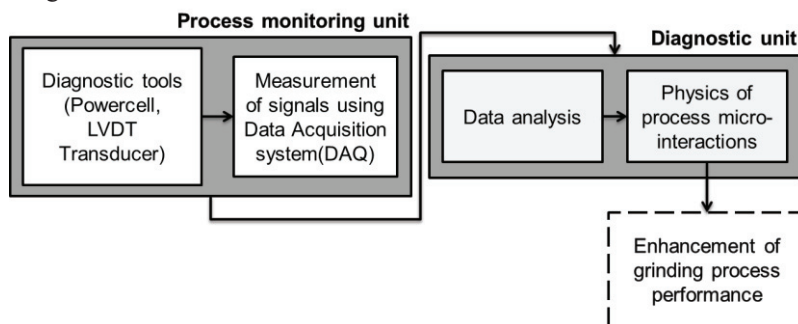 Process monitoring unit
Diagnostic tools
(Powercell,
LVDT
Transducer)
Measurement
of signals using
Data Acquisition
system(DAQ)
Diagnostic unit
Data analysis
Physics of
process micro-
interactions
Enhancement of
grinding process
performance